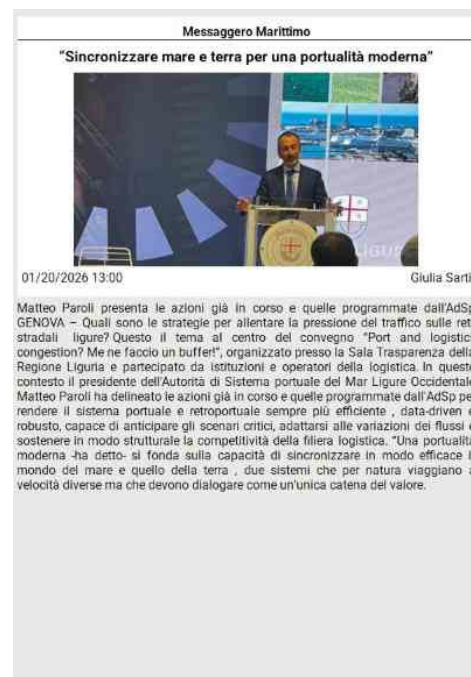 Messaggero Marittimo
"Sincronizzare mare e terra per una portualità moderna"
LIGUR
01/20/2026 13:00
Giulia Sarti
Matteo Paroli presenta le azioni già in corso e quelle programmate dall'AdSp
GENOVA – Quali sono le strategie per allentare la pressione del traffico sulle reti
stradali ligure? Questo il tema al centro del convegno "Port and logistic
congestion? Me ne faccio un buffer!", organizzato presso la Sala Trasparenza della
Regione Liguria e partecipato da istituzioni e operatori della logistica. In questo
contesto il presidente dell'Autorità di Sistema portuale del Mar Ligure Occidentale
Matteo Paroli ha delineato le azioni già in corso e quelle programmate dall'AdSp pe
rendere il sistema portuale e retroportuale sempre più efficiente , data-driven e
robusto, capace di anticipare gli scenari critici, adattarsi alle variazioni dei flussi e
sostenere in modo strutturale la competitività della filiera logistica. "Una portualità
moderna -ha detto- si fonda sulla capacità di sincronizzare in modo efficace i
mondo del mare e quello della terra , due sistemi che per natura viaggiano a
velocità diverse ma che devono dialogare come un'unica catena del valore.